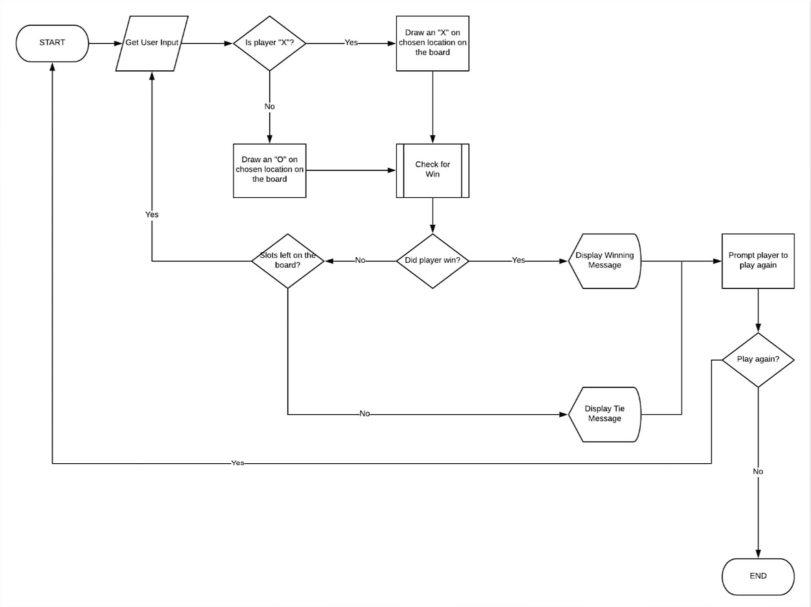 START
Get User Input
Is player "X"?
Yes
Draw an "X" on
chosen location on
the board
No
Draw an "O" on
chosen location on
the board
Check for
Win
Yes
Slots left on the
board?
No
Did player win?
Yes
Display Winning
Message
Prompt player to
play again
Play again?
No
Display Tie
Message
Yes
No
END